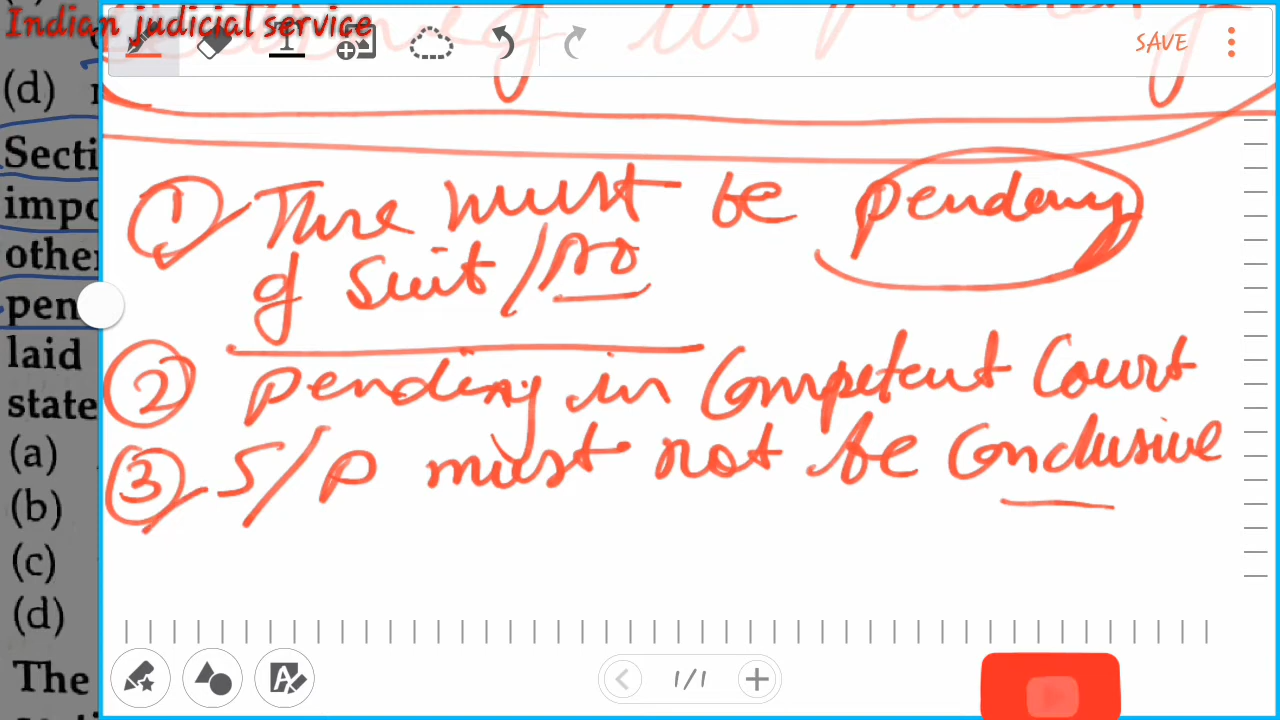 Indian judicial service
SAVE
(d)
Secti
impo
other
pen
laid
state
(a)
(b)
(c)
(d)
The
① There must be pendency
of Suit/
② pending in Competent Court
③ S/P must not be Conclusive
1/1